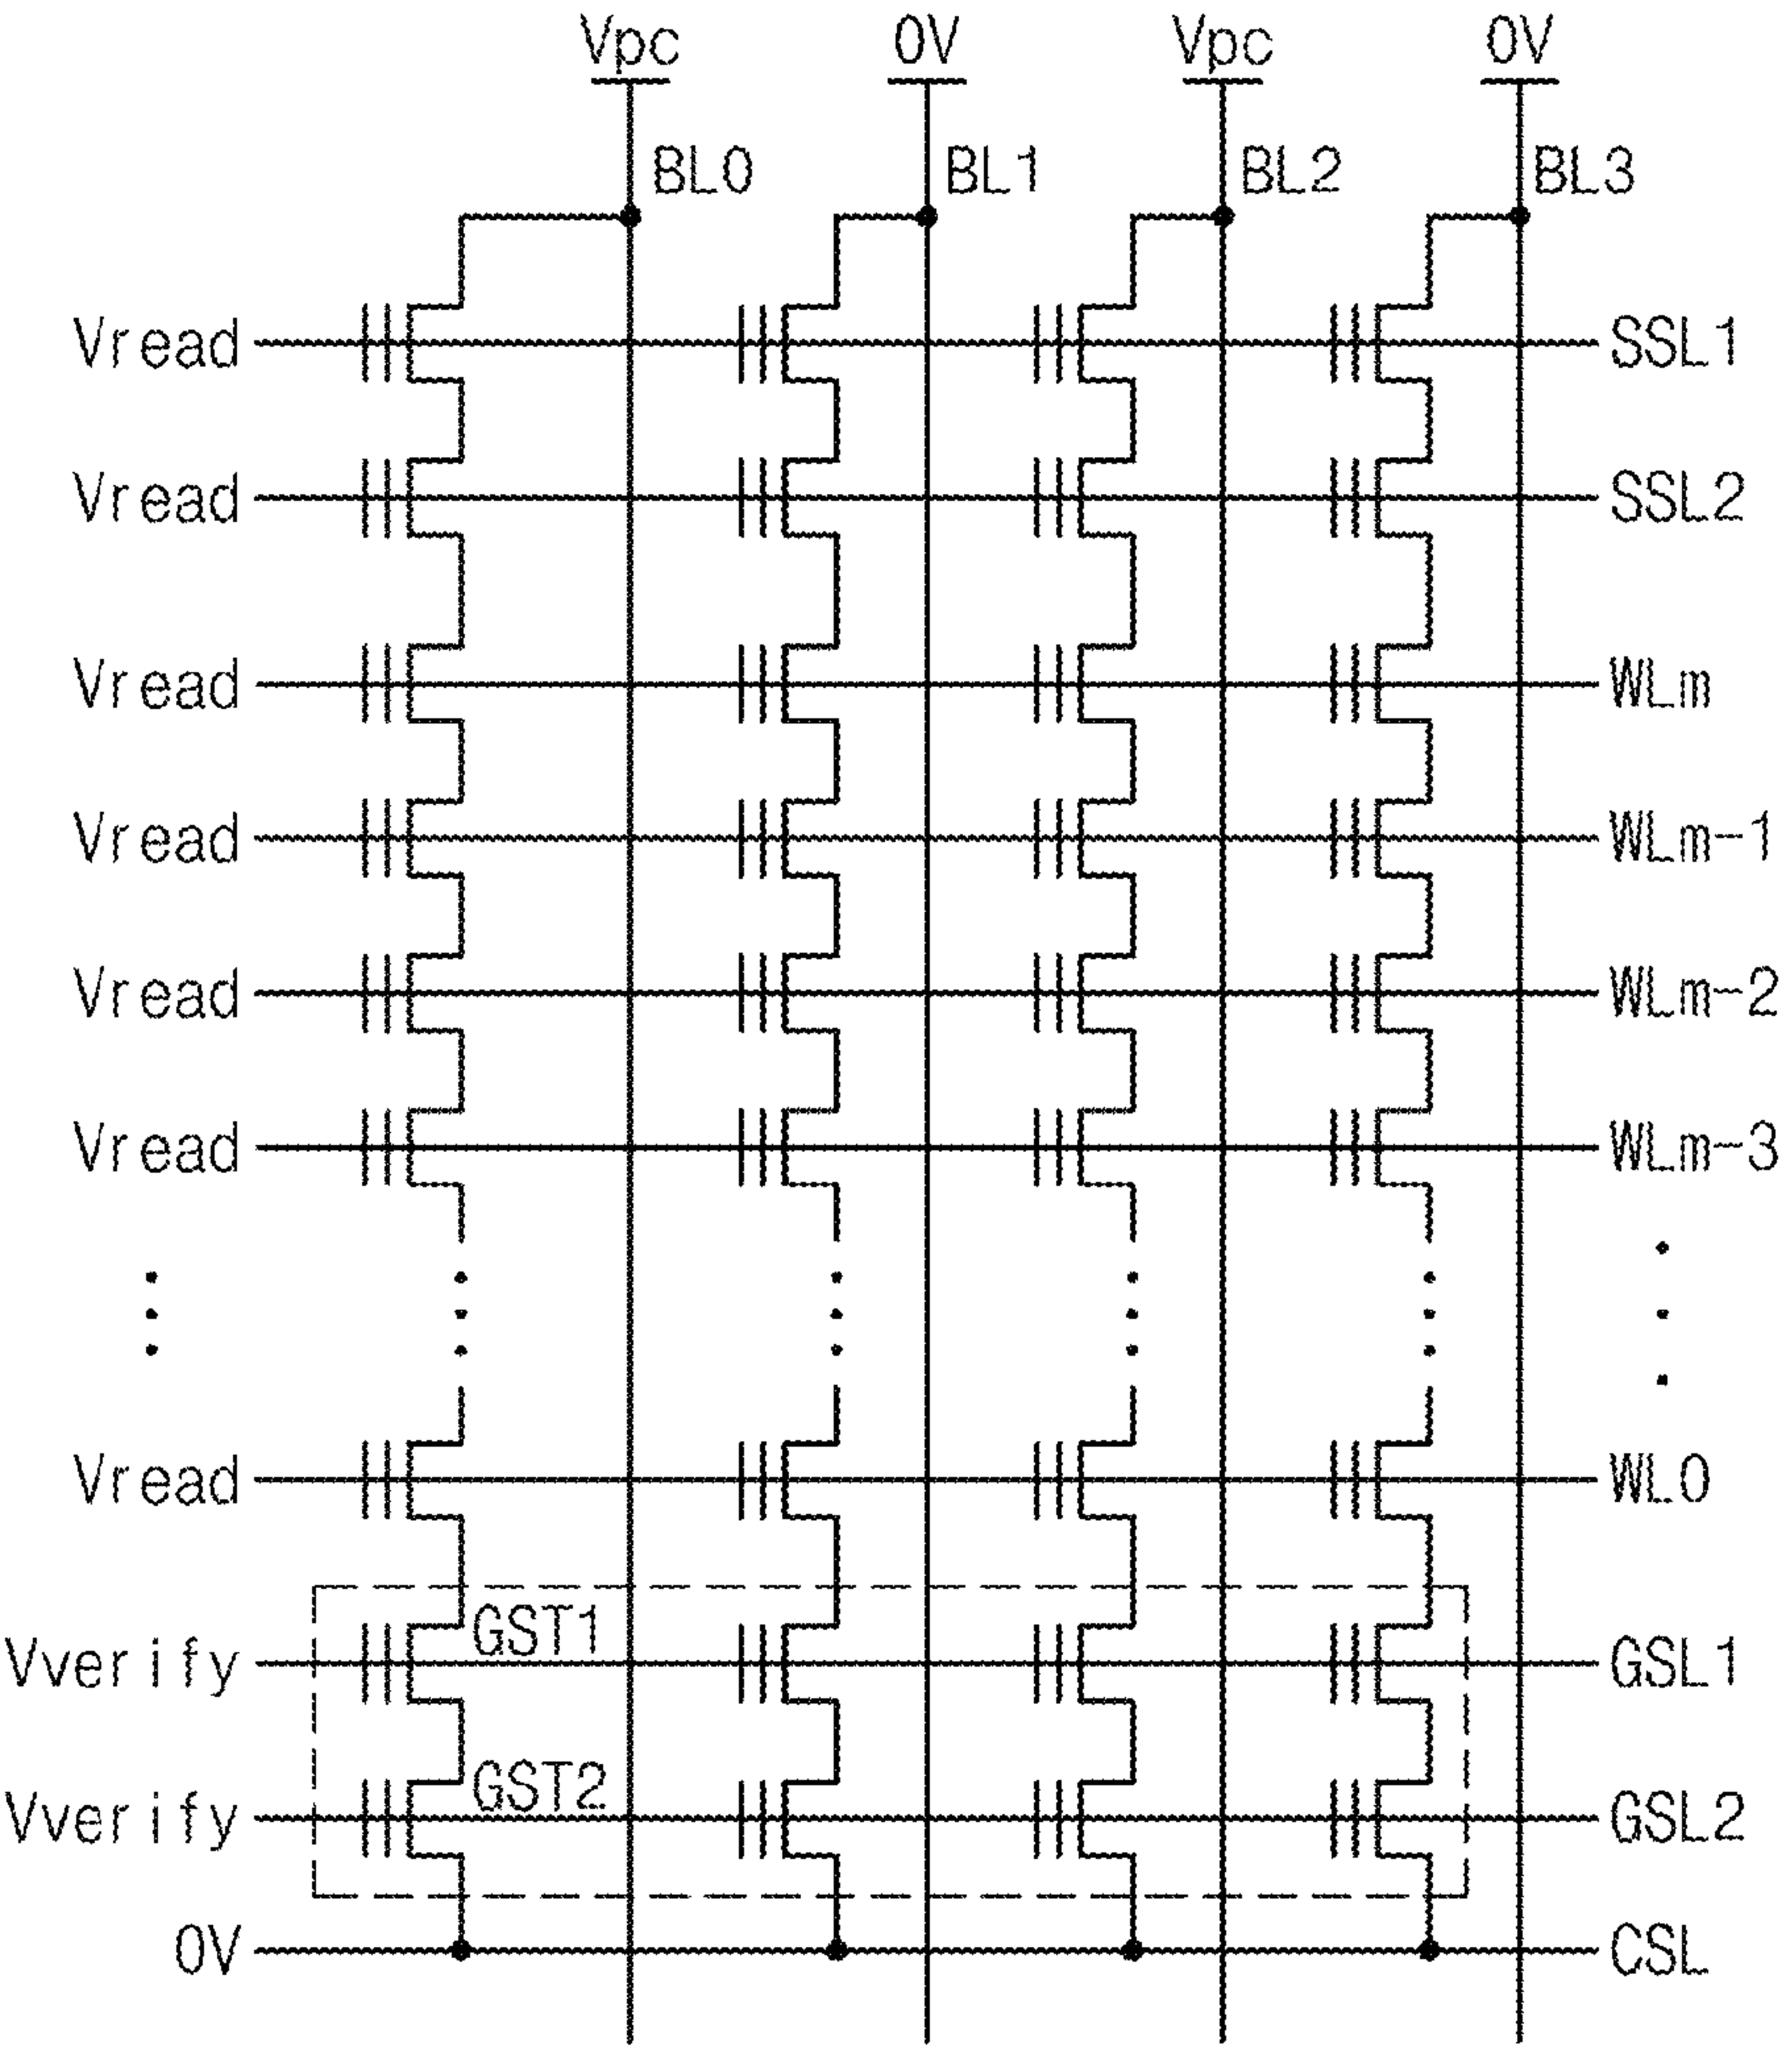 Vpc 0V Vpc 0V
BL0 BL1 BL2 BL3
Vread SSL1
Vread SSL2
Vread WLm
Vread WLm-1
Vread WLm-2
Vread WLm-3
Vread WL0
GST1
Vverify GSL1
GST2
Vverify GSL2
0V CSL